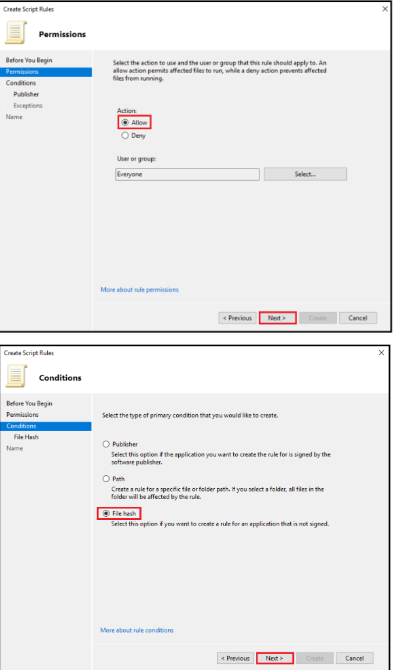 Create Script Rules
Permissions
Before You Begin
Permissions
Conditions
Publisher
Exceptions
Name
Select the action to use and the user or group that this rule should apply to. An
allow action permits affected files to run, while a deny action prevents affected
files from running.
Action:
Allow
Deny
User or group:
Everyone
Select...
More about rule permissions
< Previous
Next >
Create
Cancel
Create Script Rules
Conditions
Before You Begin
Permissions
Conditions
File Hash
Name
Select the type of primary condition that you would like to create.
Publisher
Select this option if the application you want to create the rule for is signed by the
software publisher.
Path
Create a rule for a specific file or folder path. If you select a folder, all files in the
folder will be affected by the rule.
File hash
Select this option if you want to create a rule for an application that is not signed.
More about rule conditions
< Previous
Next >
Create
Cancel